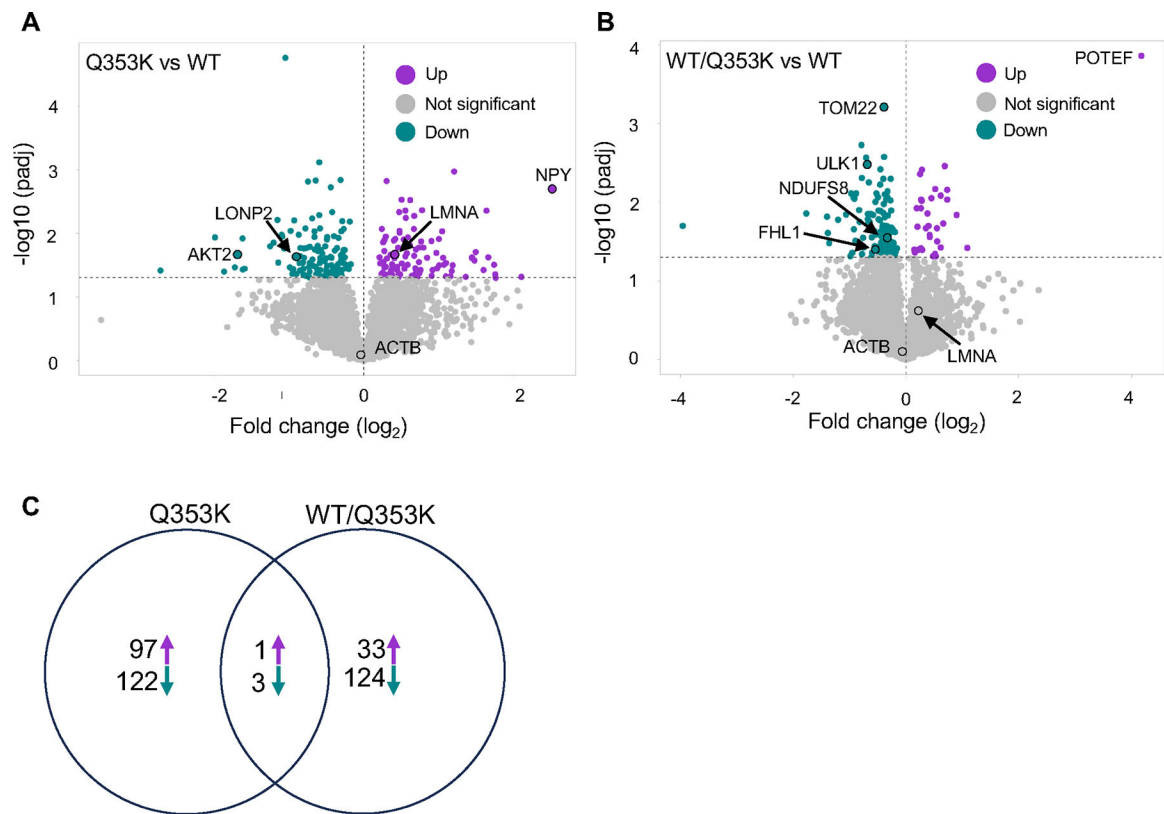 A
Q353K vs WT
Up
Not significant
Down
NPY
LONP2
LMNA
AKT2
ACTB
-log10 (padj)
4
3
2
1
0
-2
0
2
Fold change (log2)
B
WT/Q353K vs WT
POTEF
Up
Not significant
Down
TOM22
ULK1
NDUFS8
FHL1
ACTB
LMNA
-log10 (padj)
4
3
2
1
0
-4
-2
0
2
4
Fold change (log2)
C
Q353K
WT/Q353K
97
1
33
122
3
124